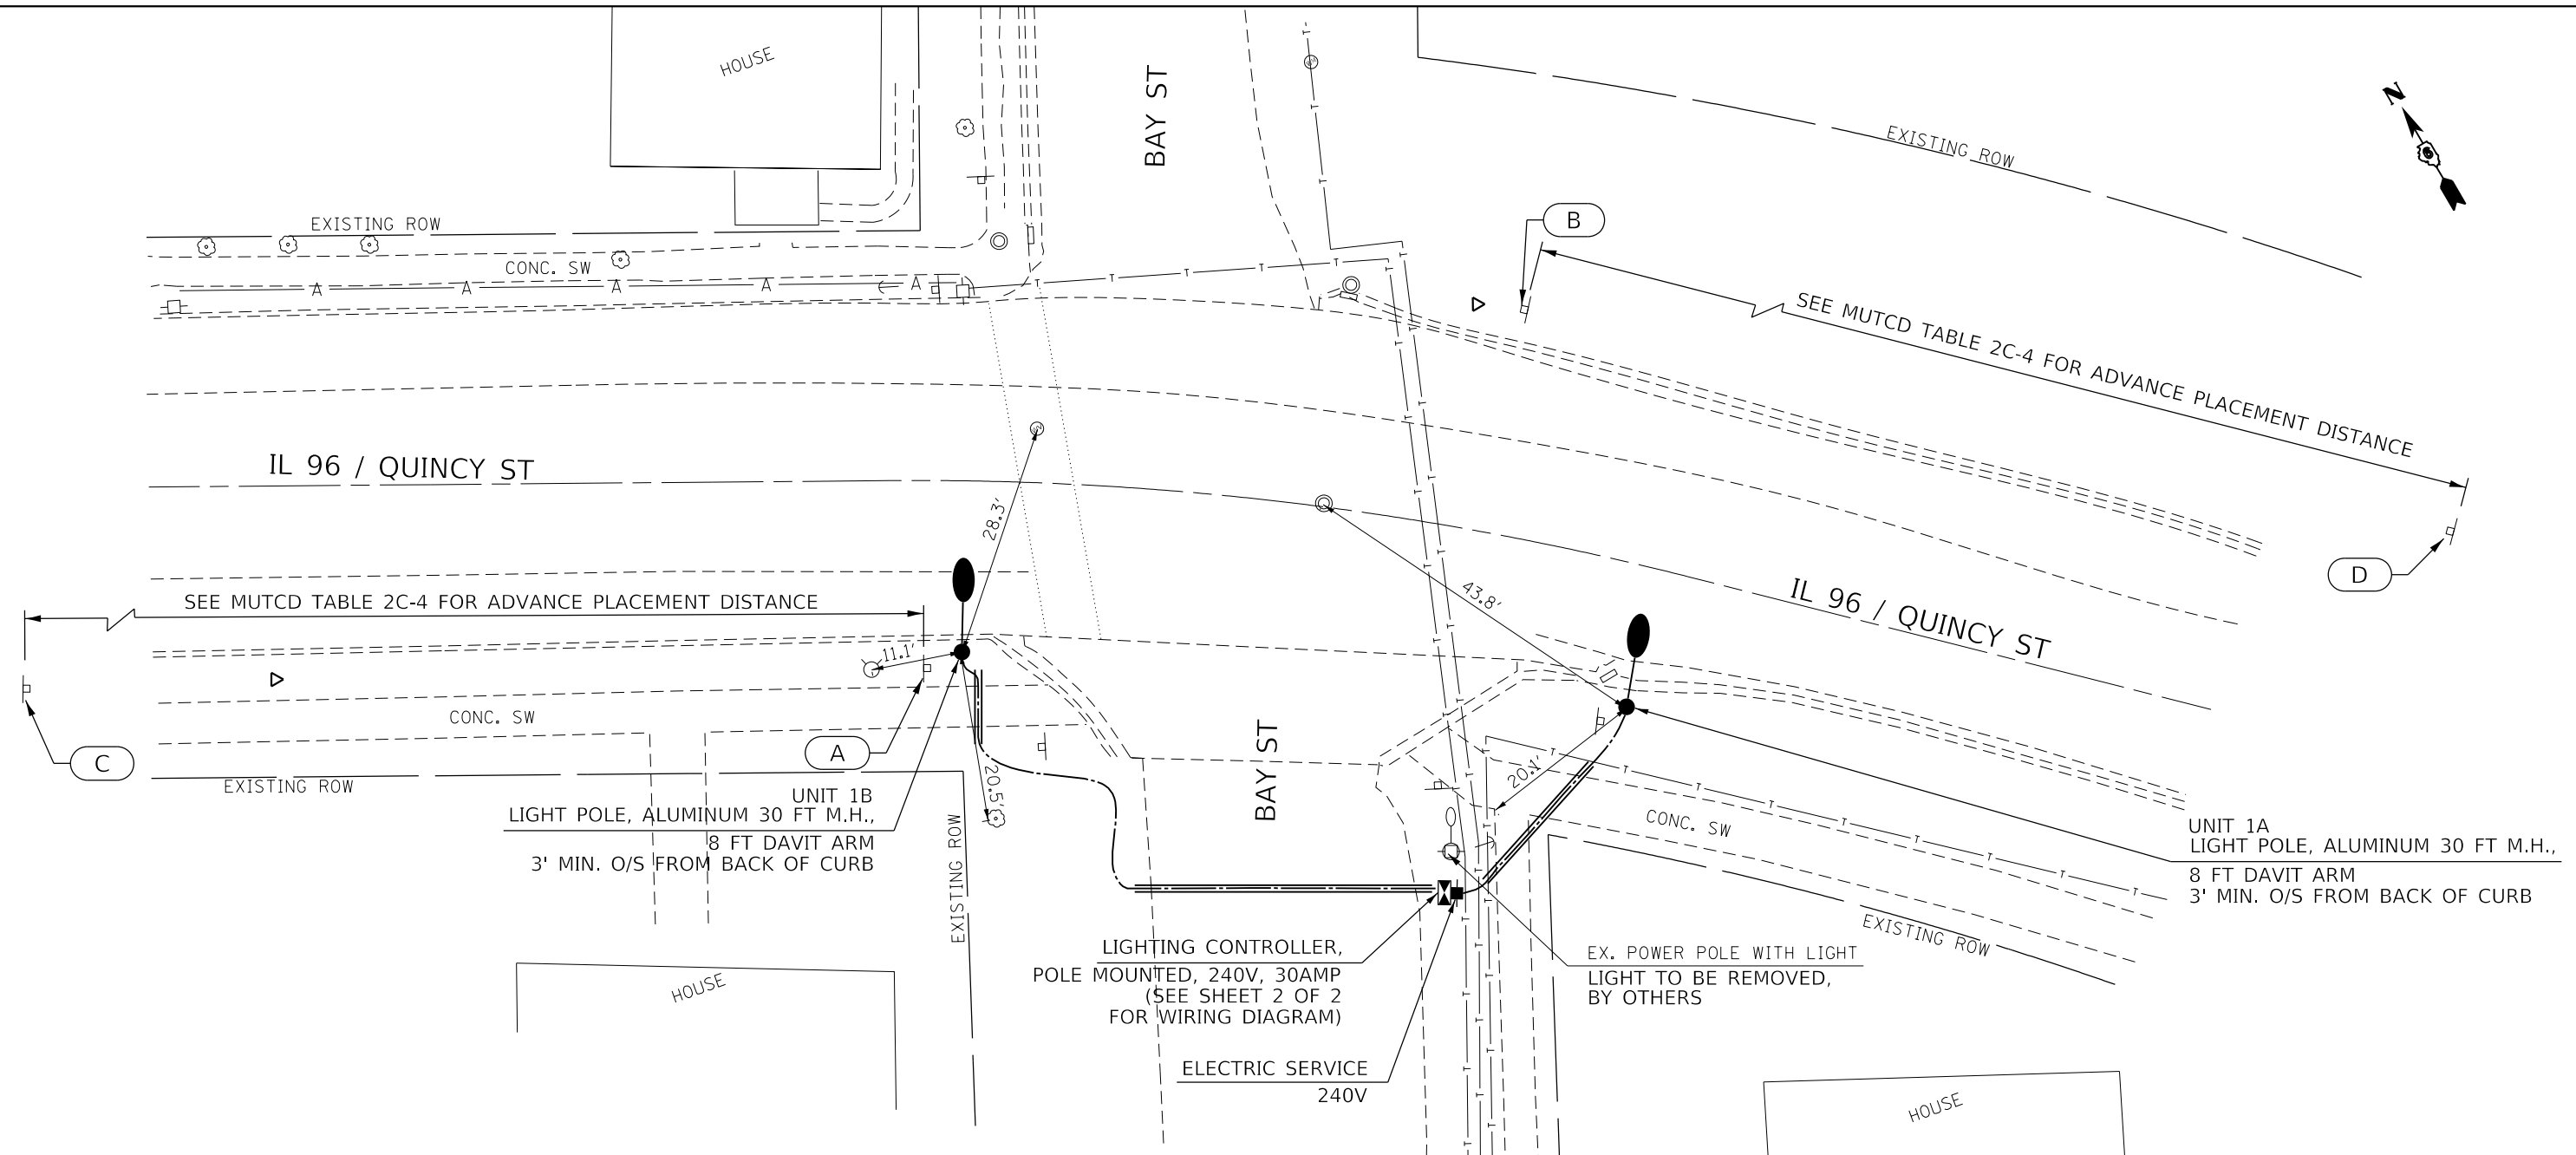 HOUSE
BAY ST
EXISTING ROW
N
6
B
EXISTING ROW
CONC. SW
A A A A A
SEE MUTCD TABLE 2C-4 FOR ADVANCE PLACEMENT DISTANCE
IL 96 / QUINCY ST
28.3'
43.8'
D
IL 96 / QUINCY ST
SEE MUTCD TABLE 2C-4 FOR ADVANCE PLACEMENT DISTANCE
11.1'
CONC. SW
A
C
EXISTING ROW
20.5'
BAY ST
20.1'
UNIT 1B
LIGHT POLE, ALUMINUM 30 FT M.H.,
8 FT DAVIT ARM
3' MIN. O/S FROM BACK OF CURB
EXISTING ROW
CONC. SW
UNIT 1A
LIGHT POLE, ALUMINUM 30 FT M.H.,
8 FT DAVIT ARM
3' MIN. O/S FROM BACK OF CURB
EXISTING ROW
LIGHTING CONTROLLER,
POLE MOUNTED, 240V, 30AMP
(SEE SHEET 2 OF 2
FOR WIRING DIAGRAM)
EX. POWER POLE WITH LIGHT
LIGHT TO BE REMOVED,
BY OTHERS
HOUSE
ELECTRIC SERVICE
240V
HOUSE